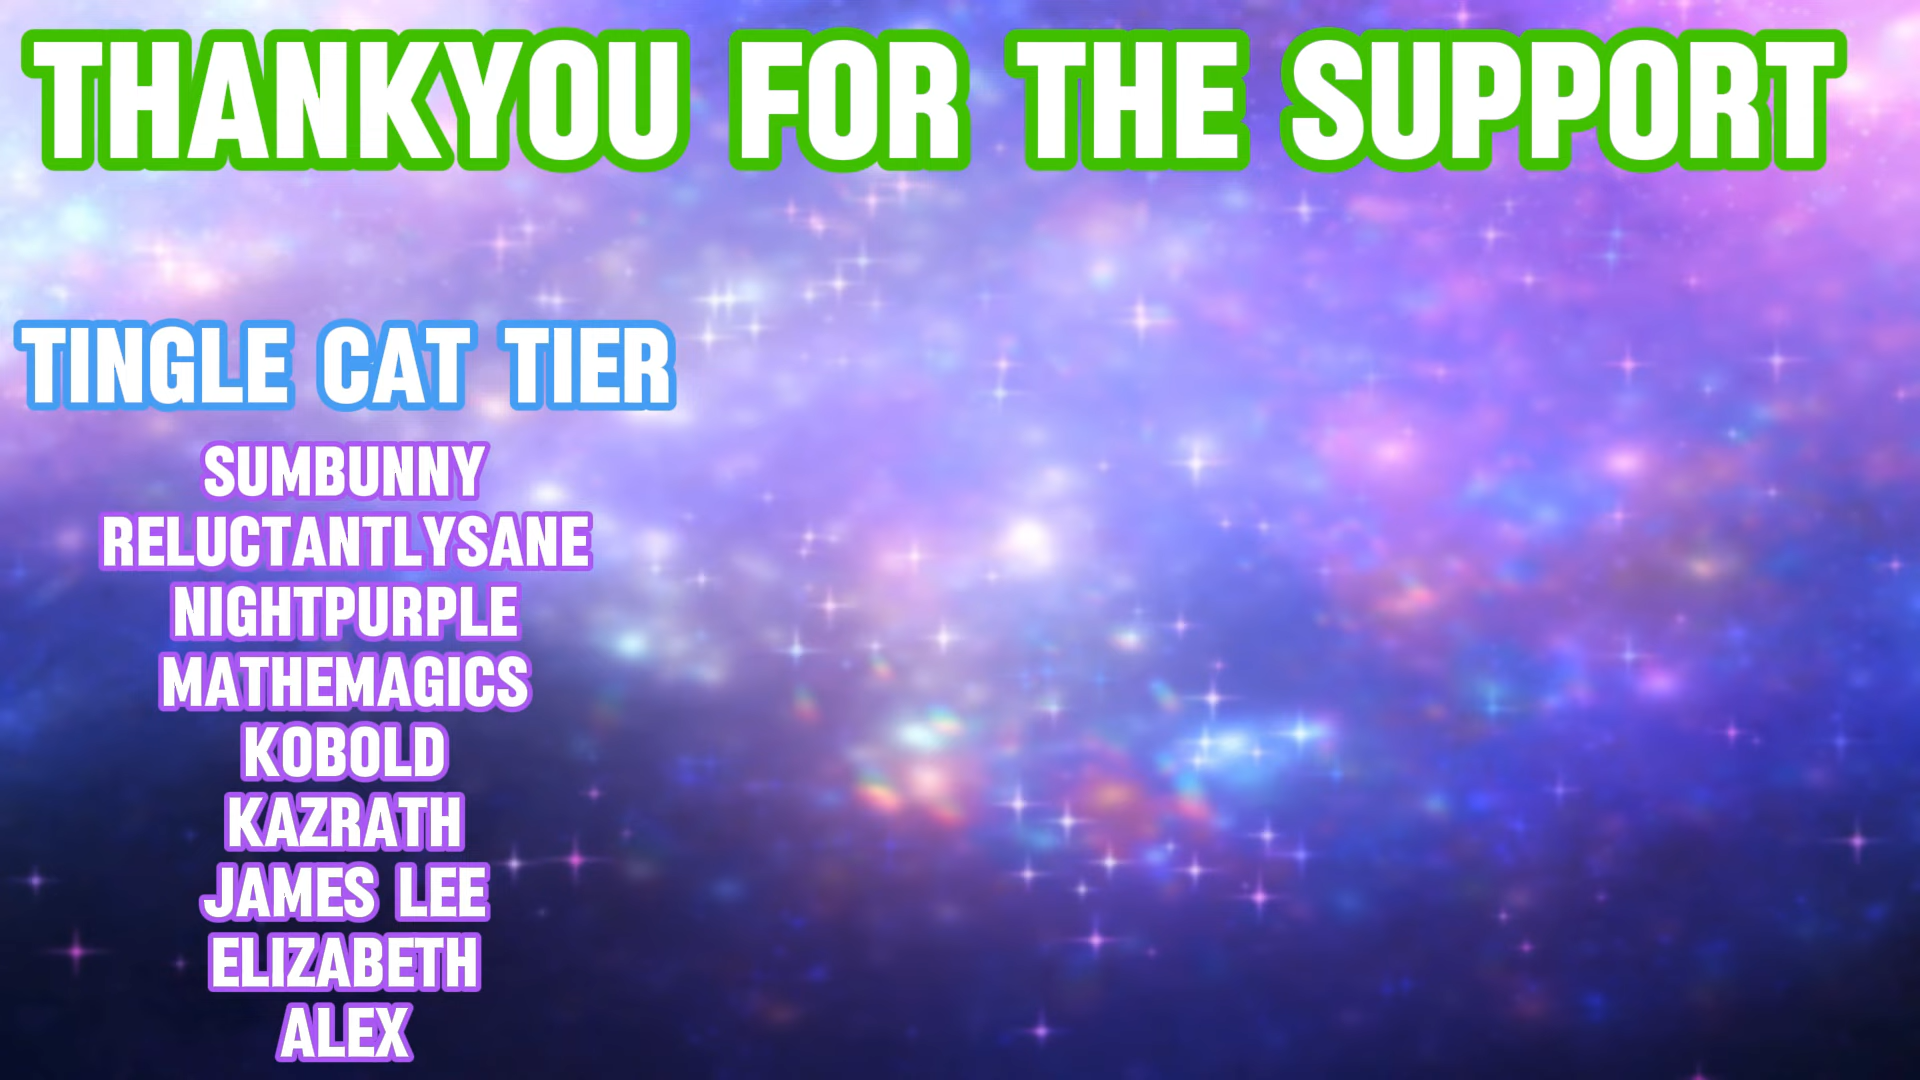 THANKYOU FOR THE SUPPORT
TINGLE CAT TIER
SUMBUNNY
RELUCTANTLYSANE
NIGHTPURPLE
MATHEMAGICS
KOBOLD
KAZRATH
JAMES LEE
ELIZABETH
ALEX